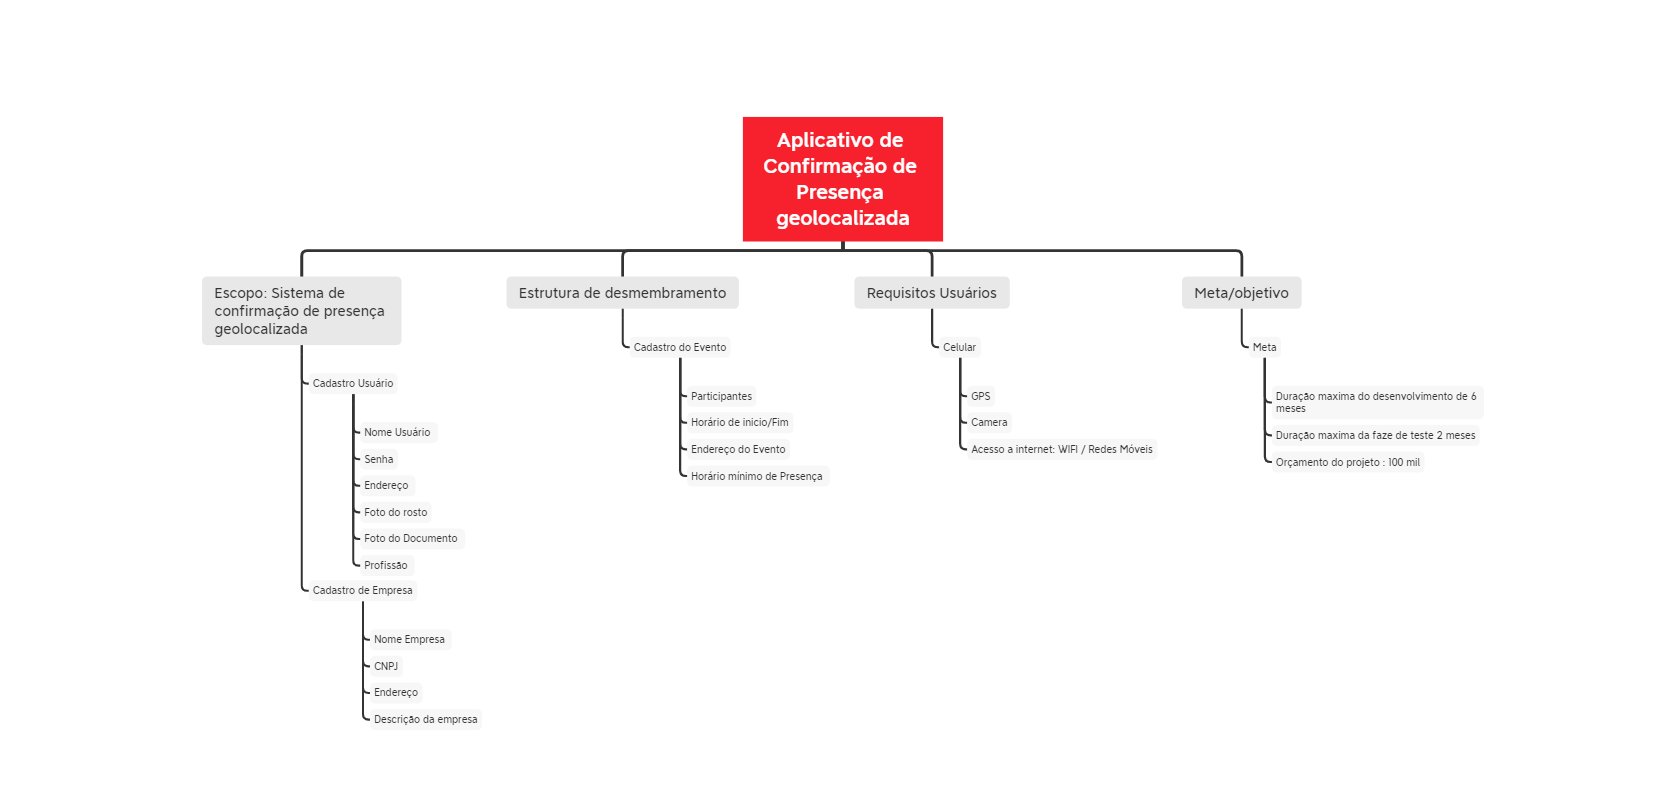 Aplicativo de
Confirmação de
Presença
geolocalizada
Escopo: Sistema de
confirmação de presença
geolocalizada
Cadastro Usuário
Nome Usuário
Senha
Endereço
Foto do rosto
Foto do Documento
Profissão
Cadastro de Empresa
Nome Empresa
CNPJ
Endereço
Descrição da empresa
Estrutura de desmembramento
Cadastro do Evento
Participantes
Horário de inicio/Fim
Endereço do Evento
Horário mínimo de Presença
Requisitos Usuários
Celular
GPS
Camera
Acesso a internet: WIFI / Redes Móveis
Meta/objetivo
Meta
Duração maxima do desenvolvimento de 6
meses
Duração maxima da faze de teste 2 meses
Orçamento do projeto : 100 mil